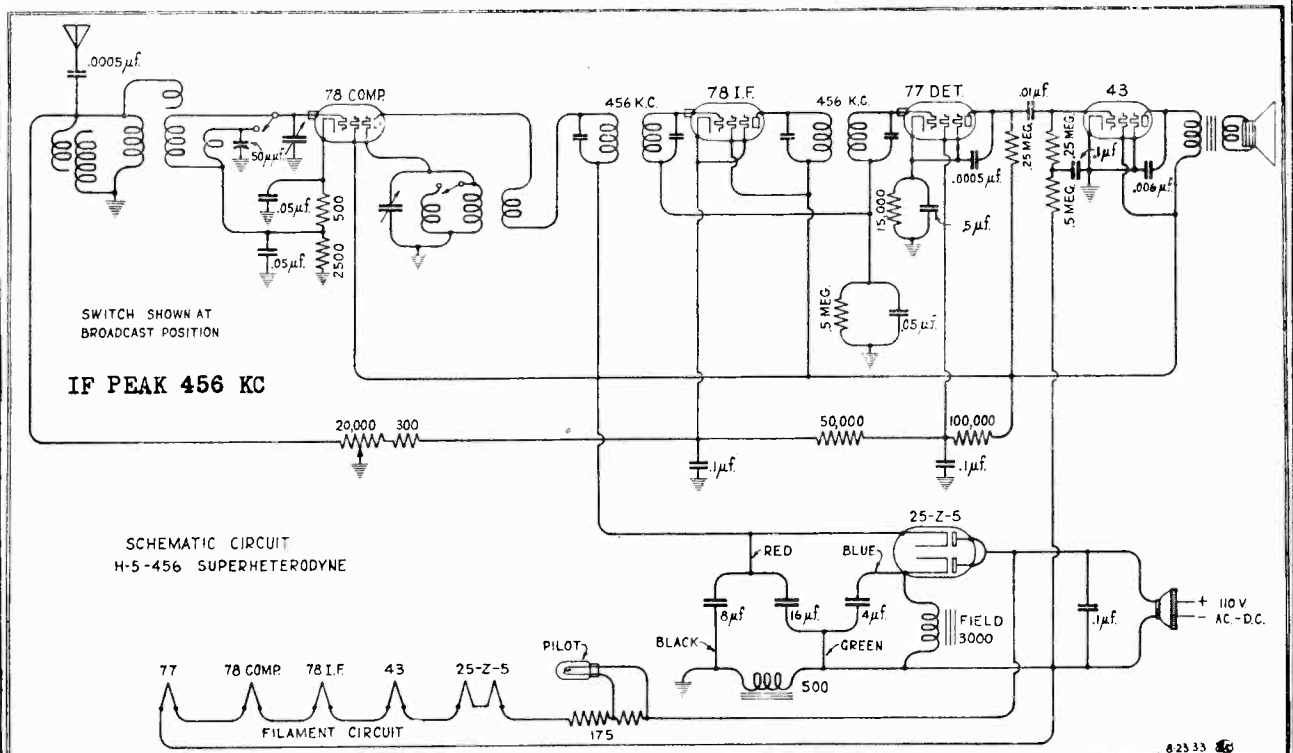 .0005µf.
78 COMP.
456 K.C.
78 I.F.
456 K.C.
77 DET.
.01µf.
43
50µµf.
.25 MEG.
.25 MEG.
.1µf.
.0005µf.
.006µf.
.05µf.
500
15,000
.5µf.
.5 MEG.
.05µf.
2500
.5 MEG.
.05µf.
SWITCH SHOWN AT
BROADCAST POSITION
IF PEAK 456 KC
20,000
300
50,000
100,000
.1µf.
.1µf.
SCHEMATIC CIRCUIT
H-5-456 SUPERHETERODYNE
25-Z-5
RED
BLUE
8µf
16µf.
4µf.
FIELD
3000
.1µf.
+ 110 V.
- A.C.-D.C.
BLACK
GREEN
PILOT
500
77
78 COMP.
78 I.F.
43
25-Z-5
175
FILAMENT CIRCUIT
8·23·33